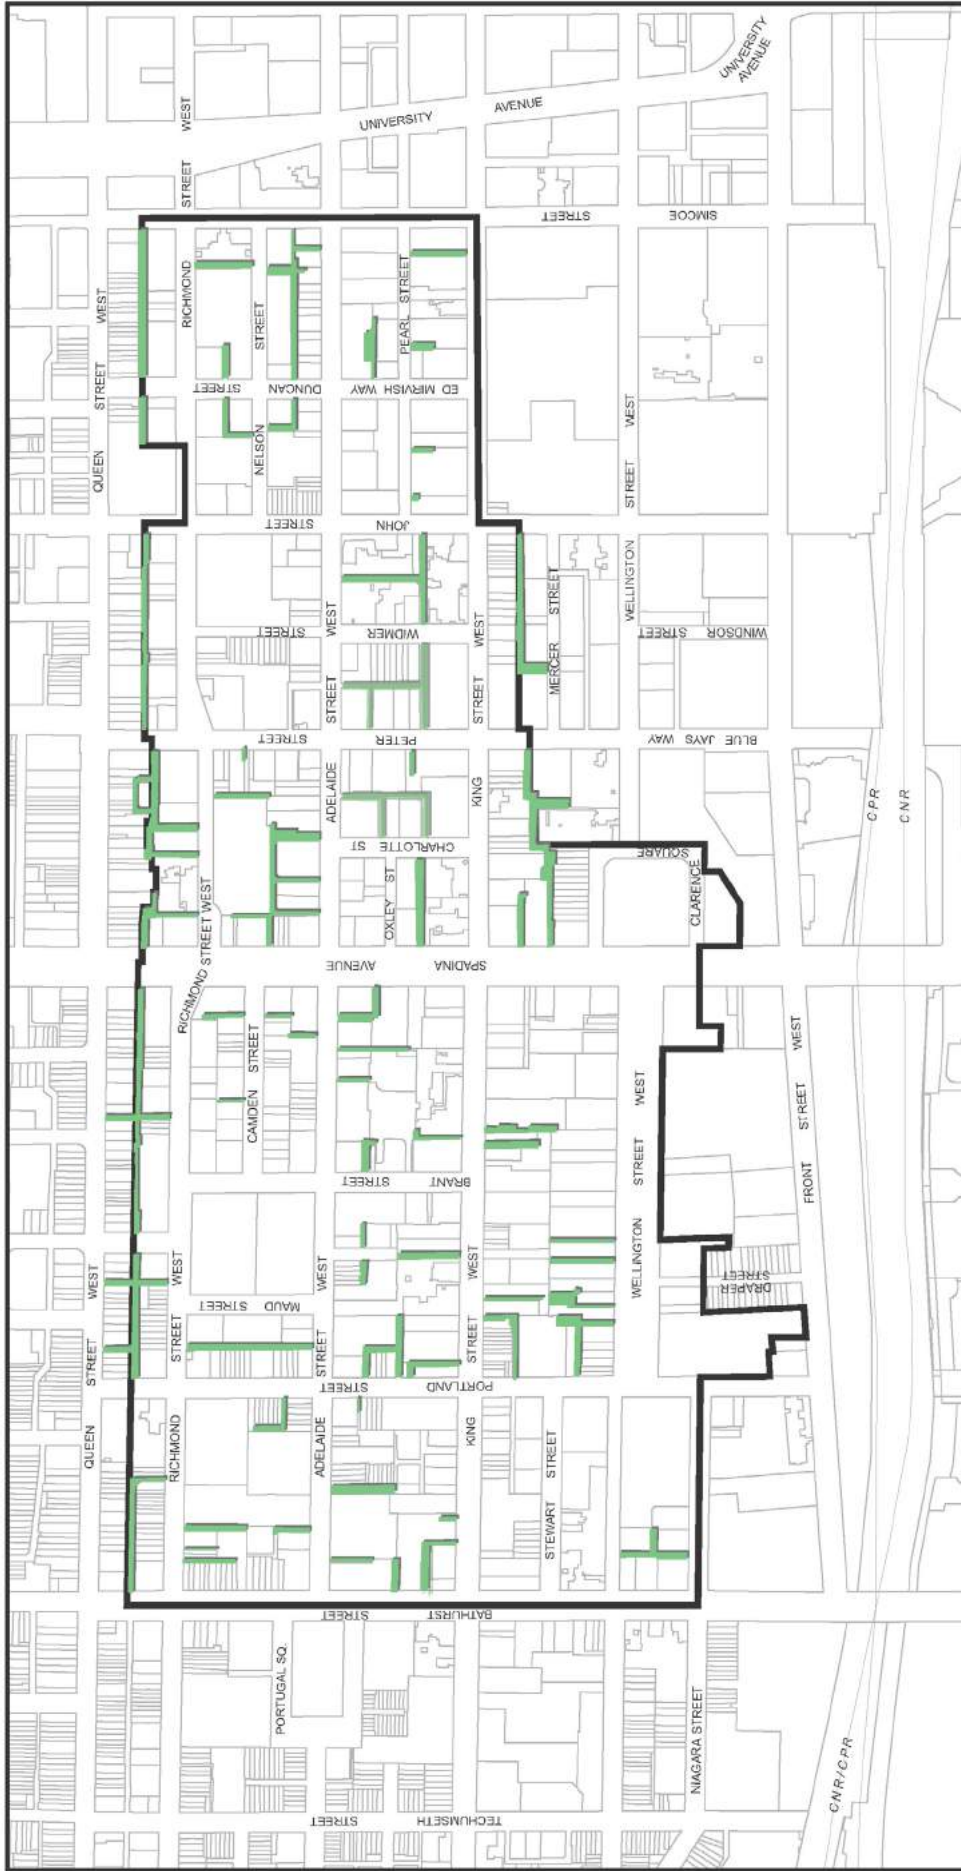 UNIVERSITY
AVENUE
WEST
UNIVERSITY
AVENUE
STREET
STREET
SIMCOE
WEST
RICHMOND
STREET
PEARL STREET
STREET
STREET
DUNCAN
ED MIRVISH WAY
WEST
QUEEN
NELSON
STREET
STREET
JOHN
WEST
WIDMER
STREET
WEST
MERCER STREET
WELLINGTON
STREET
WINDSOR
STREET
STREET
STREET
PETER
BLUE JAYS WAY
ADELAIDE
KING
CHARLOTTE ST
SQUARE
CPR
CNR
OXLEY ST
CLARENCE
RICHMOND STREET WEST
AVENUE
SPADINA
CAMDEN STREET
WEST
WEST
STREET
STREET
BRANT
STREET
FRONT
WEST
WEST
WEST
WEST
WELLINGTON
DRAPER
STREET
STREET
MAUD
STREET
STREET
STREET
STREET
STREET
PORTLAND
QUEEN
RICHMOND
ADELAIDE
KING
STEWART STREET
STREET
BATHURST
PORTUGAL SQ.
NIAGARA STREET
CNR/CPR
STREET
TECHUMSETH